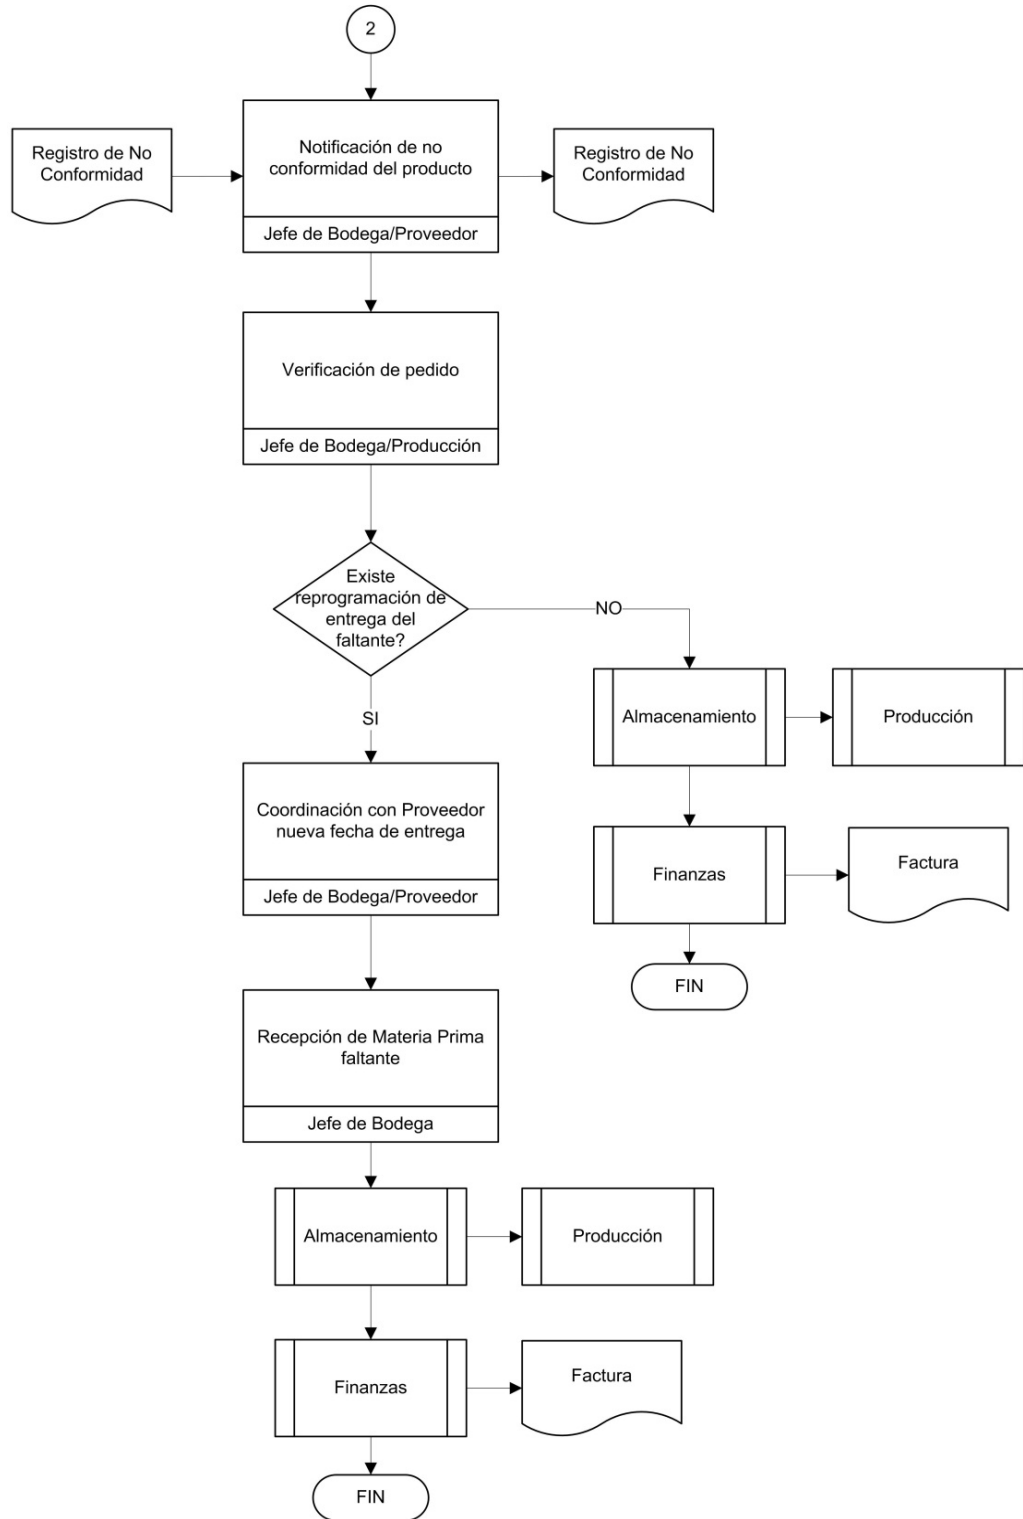 2
Registro de No
Conformidad
Notificación de no
conformidad del producto
Jefe de Bodega/Proveedor
Registro de No
Conformidad
Verificación de pedido
Jefe de Bodega/Producción
Existe
reprogramación de
entrega del
faltante?
NO
SI
Almacenamiento
Producción
Coordinación con Proveedor
nueva fecha de entrega
Jefe de Bodega/Proveedor
Finanzas
Factura
FIN
Recepción de Materia Prima
faltante
Jefe de Bodega
Almacenamiento
Producción
Finanzas
Factura
FIN